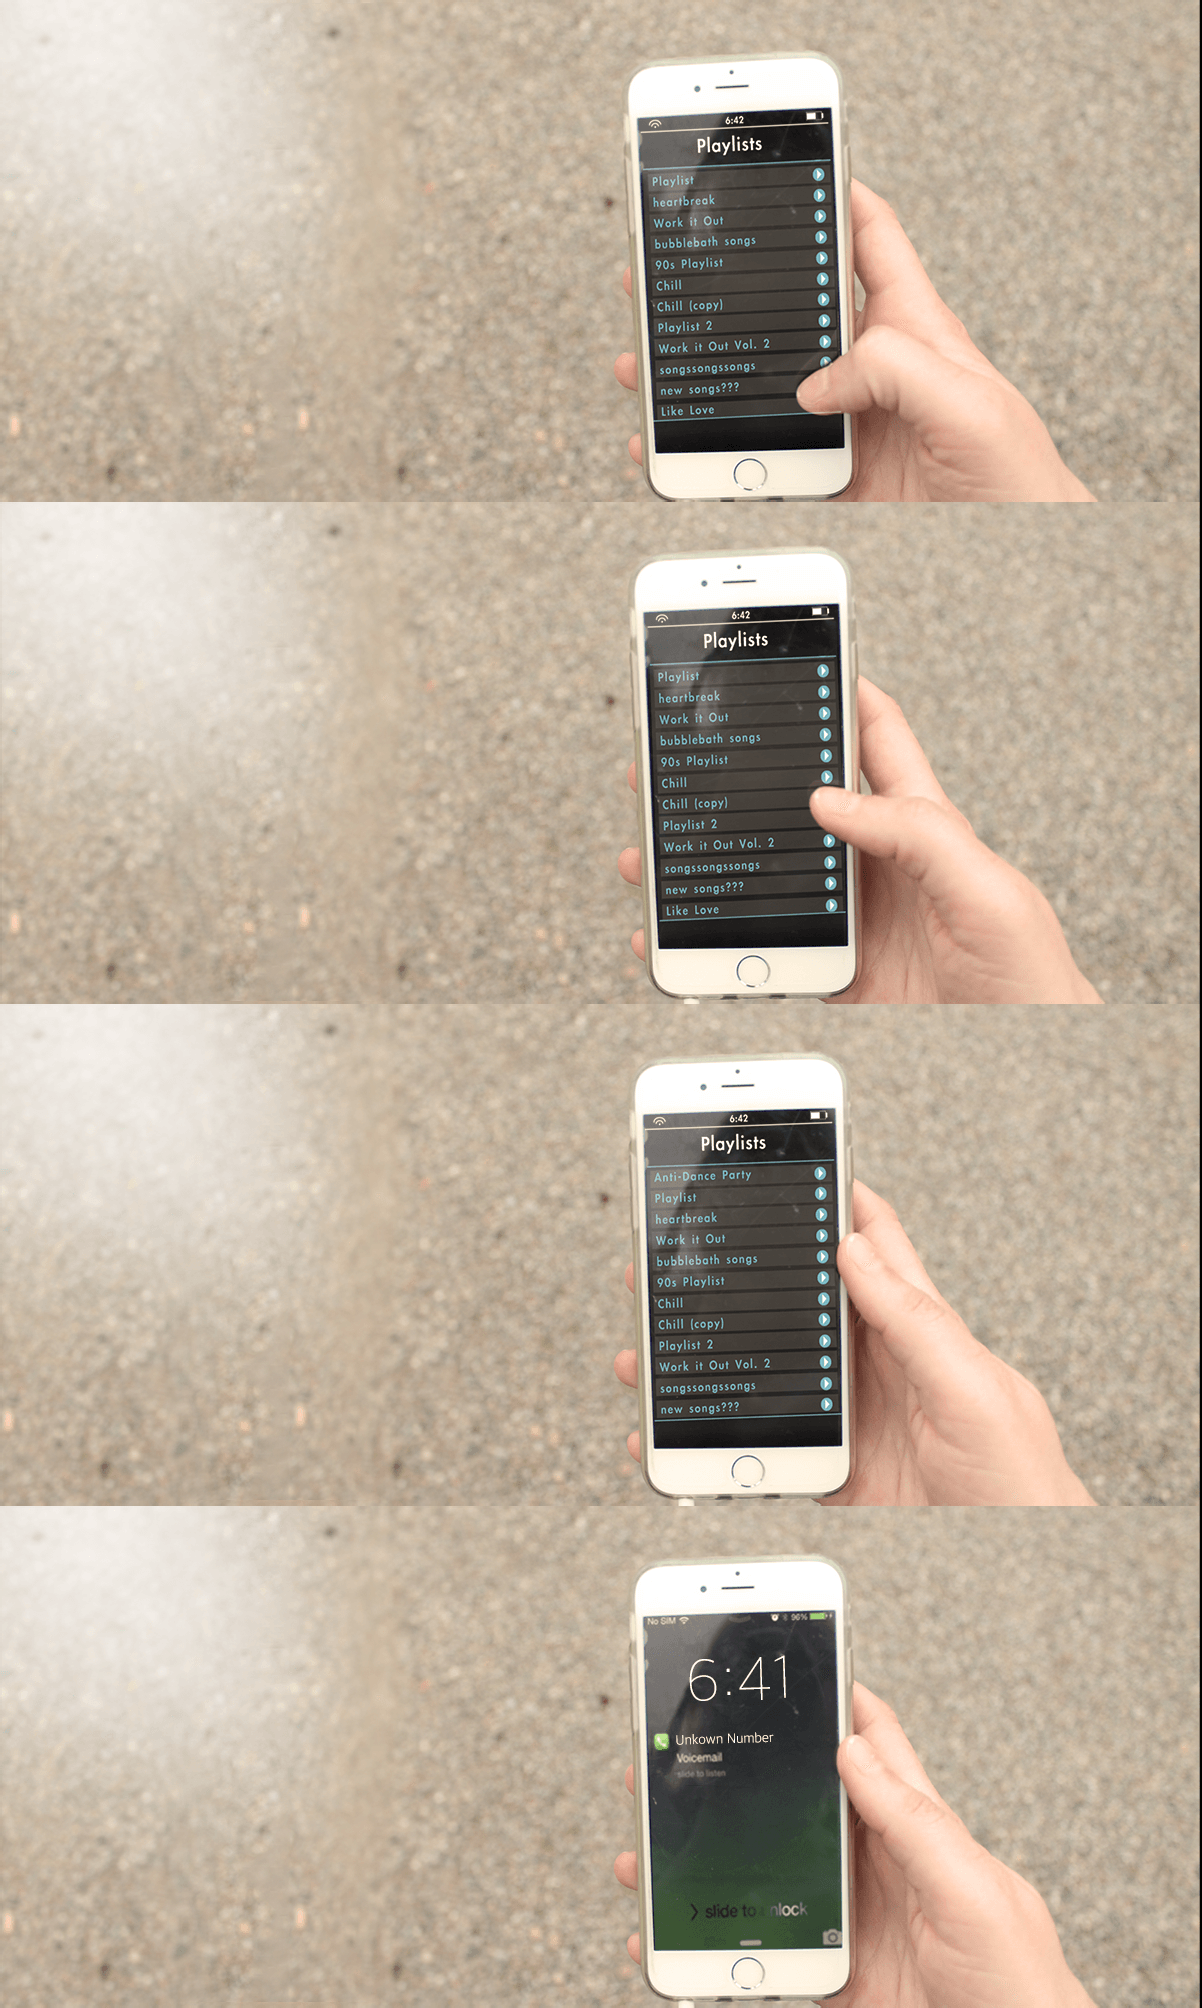 6:42
Playlists
Playlist
heartbreak
Work it Out
bubblebath songs
90s Playlist
Chill
Chill (copy)
Playlist 2
Work it Out Vol. 2
songssongssongs
new songs???
Like Love
6:42
Playlists
Playlist
heartbreak
Work it Out
bubblebath songs
90s Playlist
Chill
Chill (copy)
Playlist 2
Work it Out Vol. 2
songssongssongs
new songs???
Like Love
6:42
Playlists
Anti-Dance Party
Playlist
heartbreak
Work it Out
bubblebath songs
90s Playlist
Chill
Chill (copy)
Playlist 2
Work it Out Vol. 2
songssongssongs
new songs???
No SIM 96%
6:41
Unkown Number
Voicemail
slide to listen
> slide to nlock